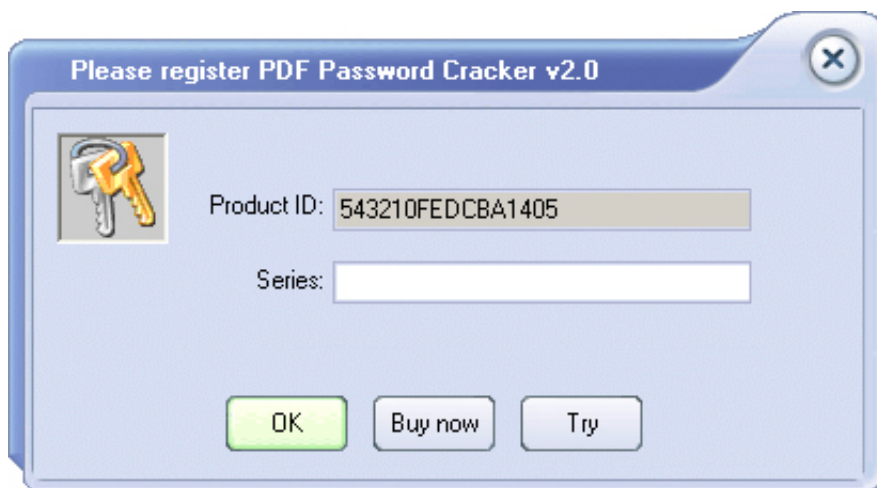 Please register PDF Password Cracker v2.0
Product ID: 543210FEDCBA1405
Series:
OK Buy now Try